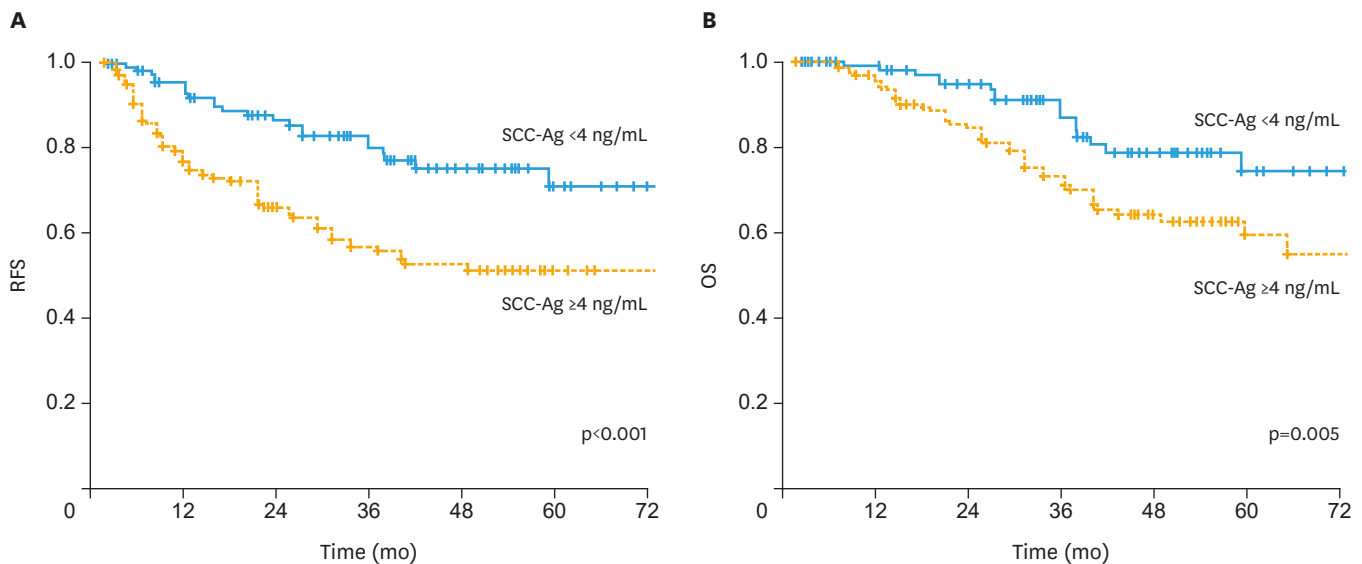 A
1.0
0.8
0.6
0.4
0.2
0
12
24
36
48
60
72
RFS
Time (mo)
SCC-Ag <4 ng/mL
SCC-Ag ≥4 ng/mL
p<0.001
B
1.0
0.8
0.6
0.4
0.2
0
12
24
36
48
60
72
OS
Time (mo)
SCC-Ag <4 ng/mL
SCC-Ag ≥4 ng/mL
p=0.005